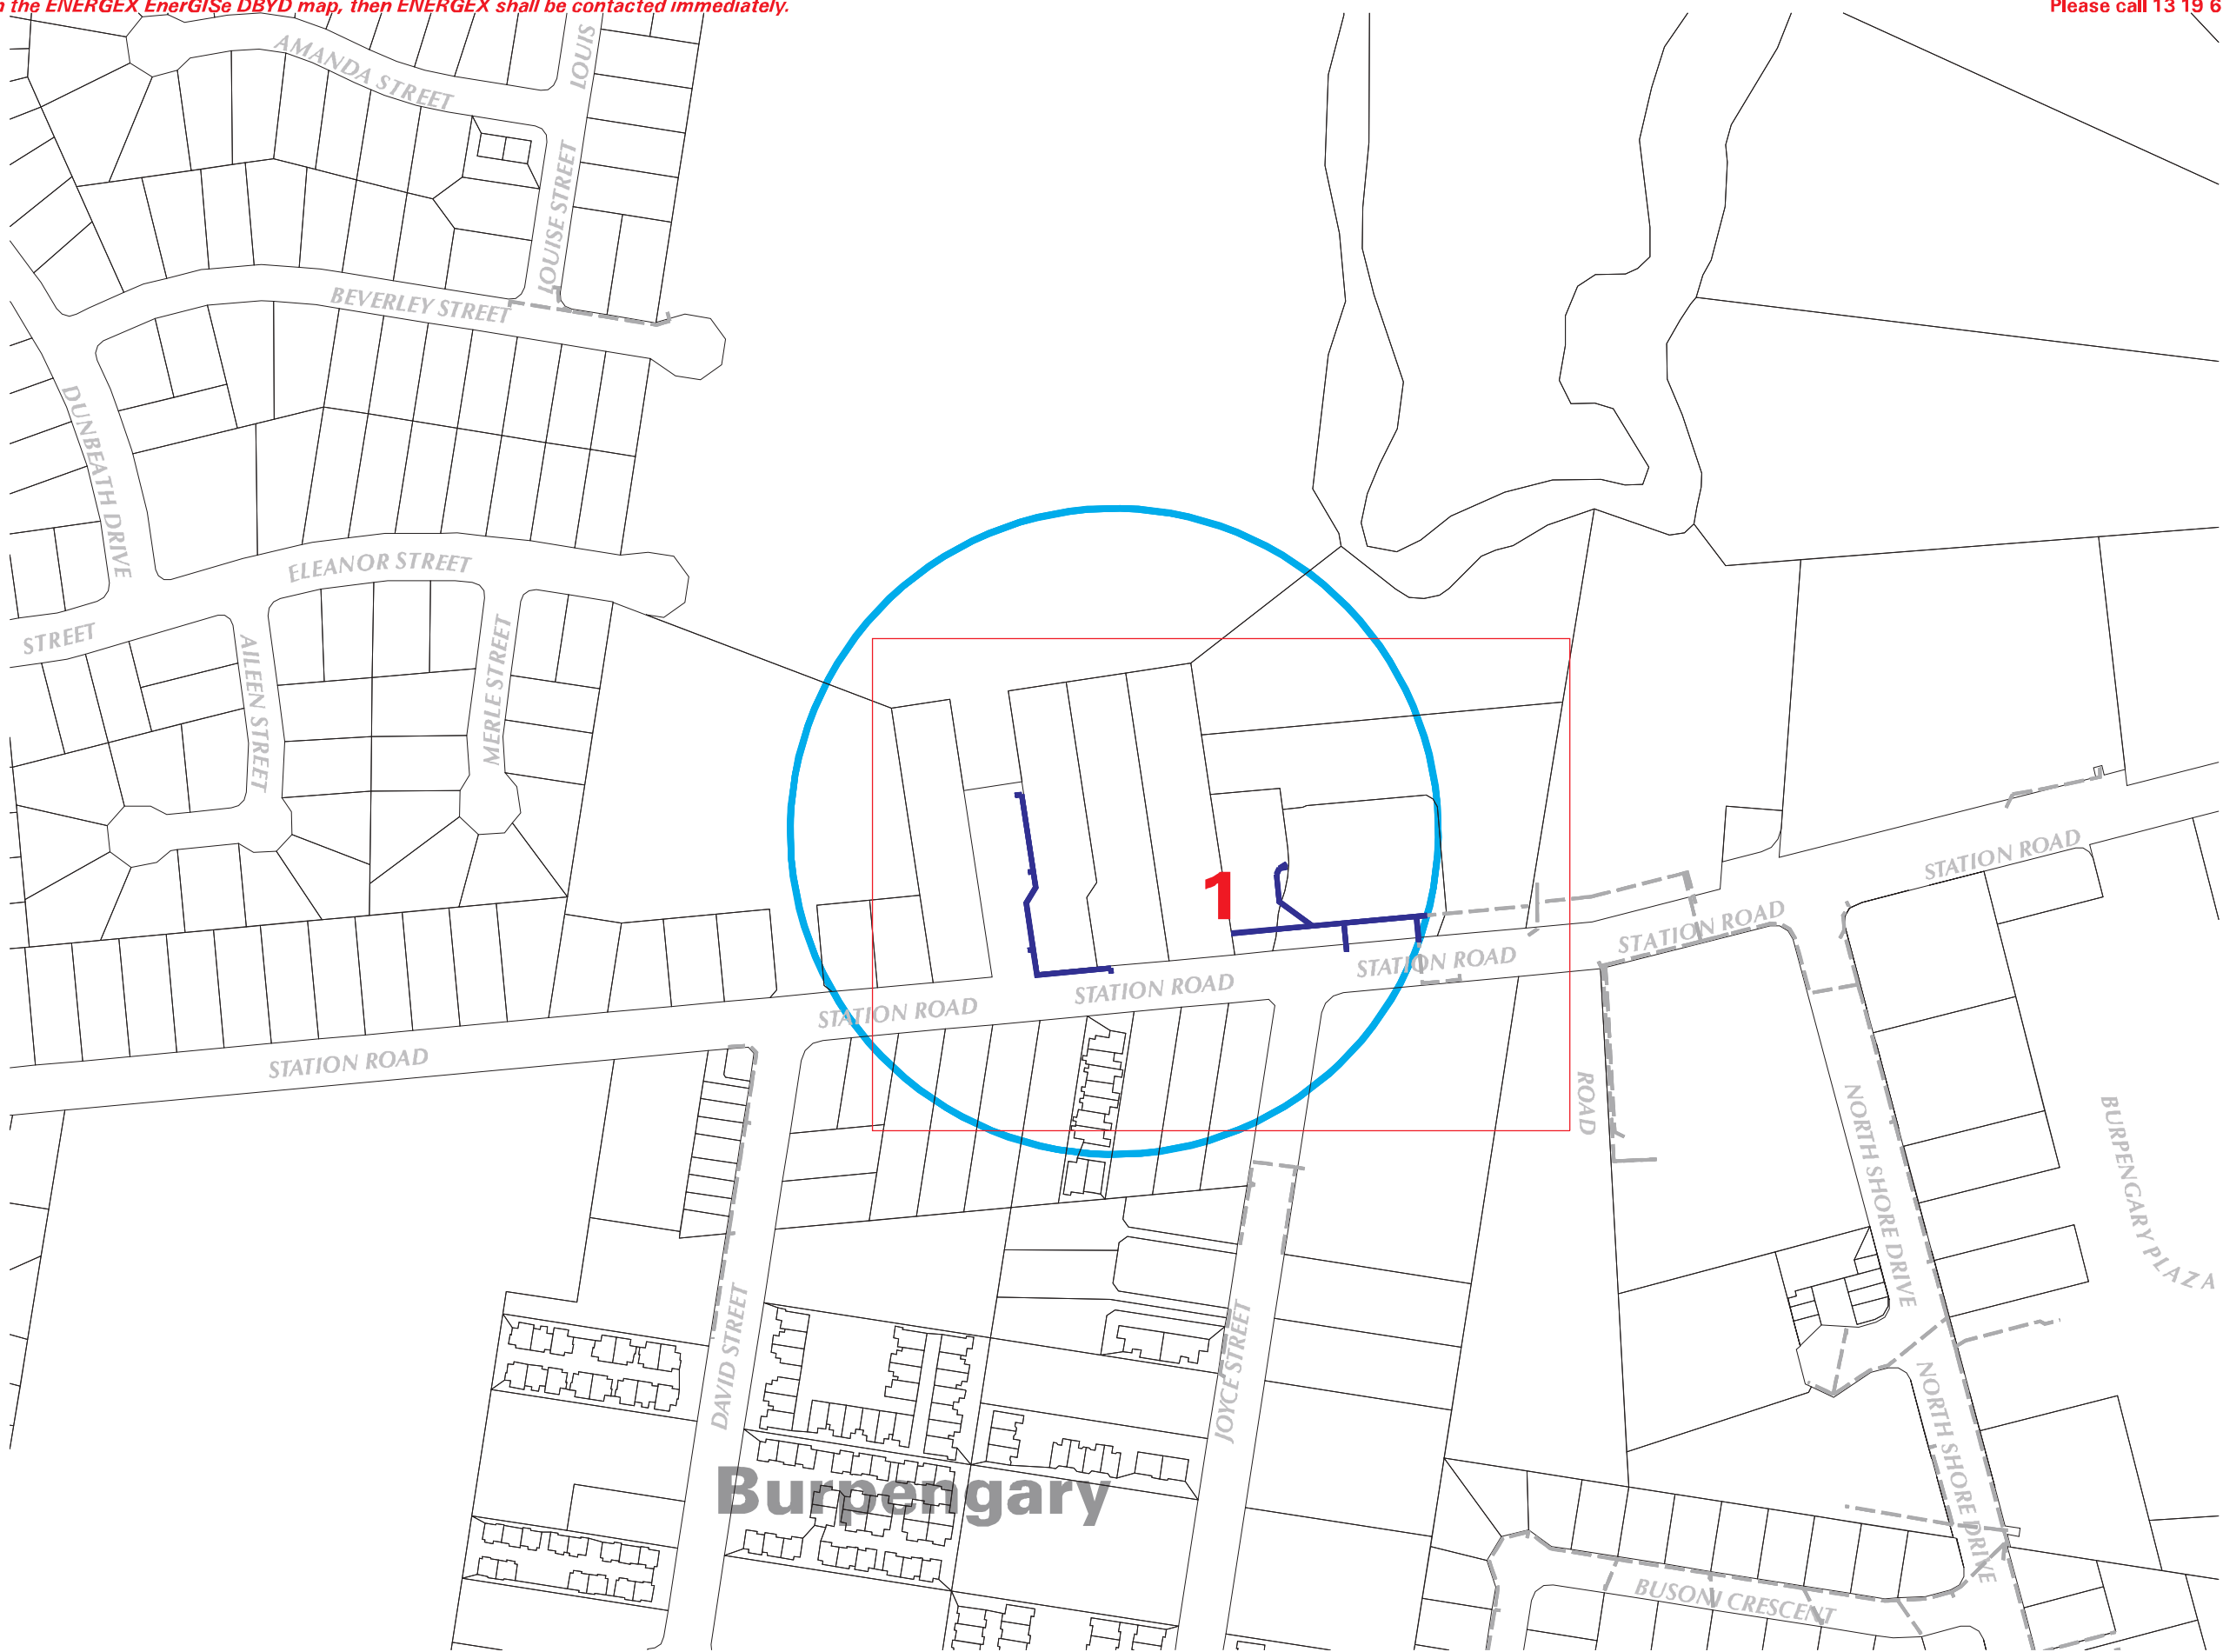 n the ENERGEX EnerGISe DBYD map, then ENERGEX shall be contacted immediately.
Please call 13 19 6
AMANDA STREET
LOUIS
LOUISE STREET
BEVERLEY STREET
DUNBEATH DRIVE
ELEANOR STREET
STREET
AILEEN STREET
MERLE STREET
1
STATION ROAD
STATION ROAD
STATION ROAD
STATION ROAD
STATION ROAD
STATION ROAD
ROAD
NORTH SHORE DRIVE
BURPENGARY PLAZA
DAVID STREET
JOYCE STREET
NORTH SHORE DRIVE
Burpengary
BUSONI CRESCENT